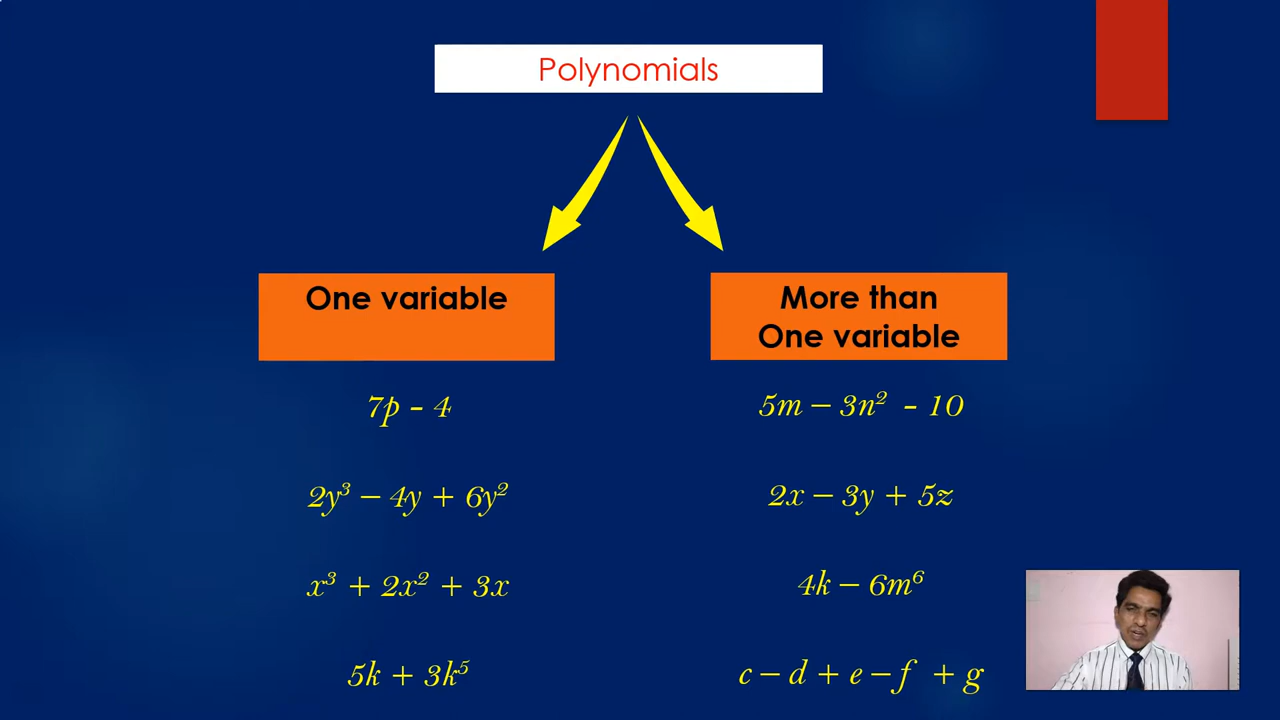 Polynomials
One variable
More than
One variable
7p - 4
2y³ – 4y + 6y²
x³ + 2x² + 3x
5k + 3k⁵
5m – 3n² - 10
2x – 3y + 5z
4k – 6m⁶
c – d + e – f + g